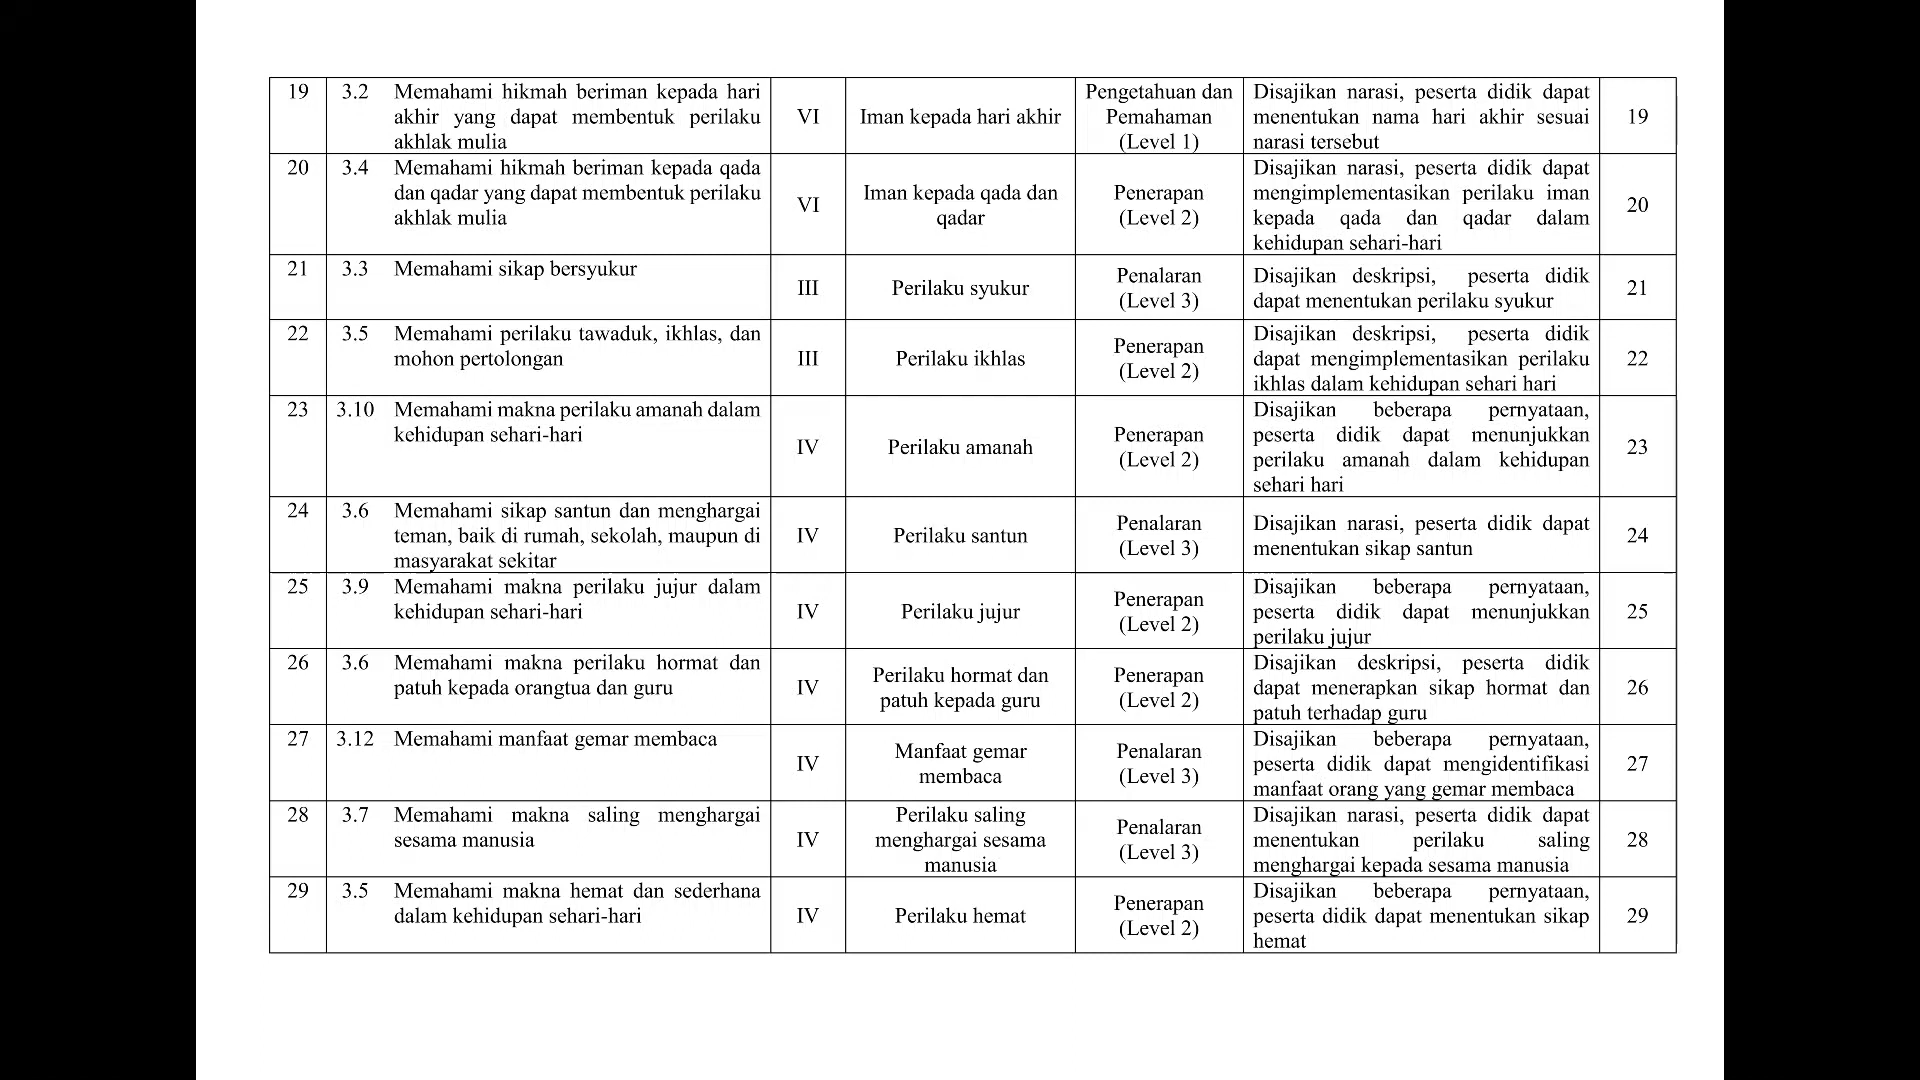 19 3.2 Memahami hikmah beriman kepada hari akhir yang dapat membentuk perilaku akhlak mulia VI Iman kepada hari akhir Pengetahuan dan Pemahaman (Level 1) Disajikan narasi, peserta didik dapat menentukan nama hari akhir sesuai narasi tersebut 19
20 3.4 Memahami hikmah beriman kepada qada dan qadar yang dapat membentuk perilaku akhlak mulia VI Iman kepada qada dan qadar Penerapan (Level 2) Disajikan narasi, peserta didik dapat mengimplementasikan perilaku iman kepada qada dan qadar dalam kehidupan sehari-hari 20
21 3.3 Memahami sikap bersyukur III Perilaku syukur Penalaran (Level 3) Disajikan deskripsi, peserta didik dapat menentukan perilaku syukur 21
22 3.5 Memahami perilaku tawaduk, ikhlas, dan mohon pertolongan III Perilaku ikhlas Penerapan (Level 2) Disajikan deskripsi, peserta didik dapat mengimplementasikan perilaku ikhlas dalam kehidupan sehari hari 22
23 3.10 Memahami makna perilaku amanah dalam kehidupan sehari-hari IV Perilaku amanah Penerapan (Level 2) Disajikan beberapa pernyataan, peserta didik dapat menunjukkan perilaku amanah dalam kehidupan sehari hari 23
24 3.6 Memahami sikap santun dan menghargai teman, baik di rumah, sekolah, maupun di masyarakat sekitar IV Perilaku santun Penalaran (Level 3) Disajikan narasi, peserta didik dapat menentukan sikap santun 24
25 3.9 Memahami makna perilaku jujur dalam kehidupan sehari-hari IV Perilaku jujur Penerapan (Level 2) Disajikan beberapa pernyataan, peserta didik dapat menunjukkan perilaku jujur 25
26 3.6 Memahami makna perilaku hormat dan patuh kepada orangtua dan guru IV Perilaku hormat dan patuh kepada guru Penerapan (Level 2) Disajikan deskripsi, peserta didik dapat menerapkan sikap hormat dan patuh terhadap guru 26
27 3.12 Memahami manfaat gemar membaca IV Manfaat gemar membaca Penalaran (Level 3) Disajikan beberapa pernyataan, peserta didik dapat mengidentifikasi manfaat orang yang gemar membaca 27
28 3.7 Memahami makna saling menghargai sesama manusia IV Perilaku saling menghargai sesama manusia Penalaran (Level 3) Disajikan narasi, peserta didik dapat menentukan perilaku saling menghargai kepada sesama manusia 28
29 3.5 Memahami makna hemat dan sederhana dalam kehidupan sehari-hari IV Perilaku hemat Penerapan (Level 2) Disajikan beberapa pernyataan, peserta didik dapat menentukan sikap hemat 29